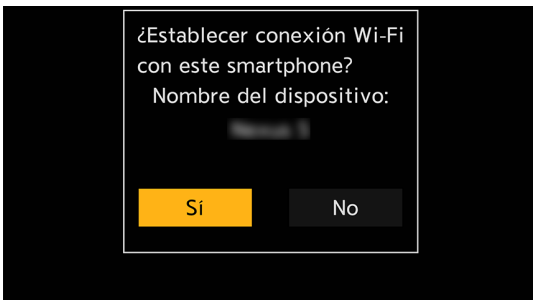 ¿Establecer conexión Wi-Fi
con este smartphone?
Nombre del dispositivo:
Sí
No